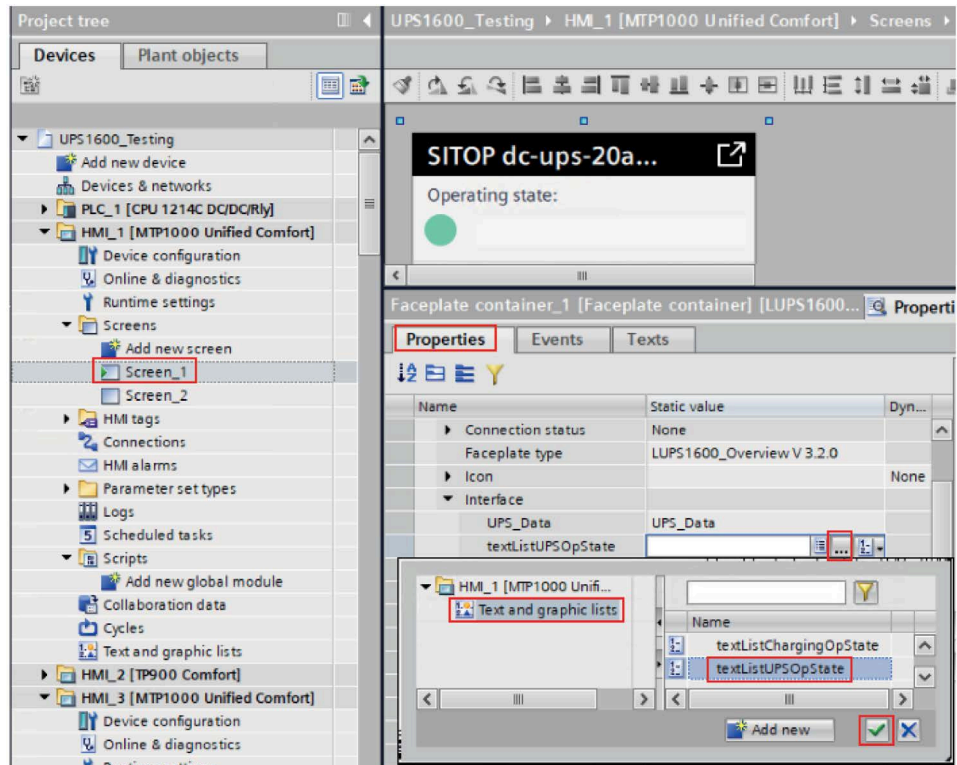 Project tree
Devices
Plant objects
UPS1600_Testing
Add new device
Devices & networks
PLC_1 [CPU 1214C DC/DC/Rly]
HMI_1 [MTP1000 Unified Comfort]
Device configuration
Online & diagnostics
Runtime settings
Screens
Add new screen
Screen_1
Screen_2
HMI tags
Connections
HMI alarms
Parameter set types
Logs
Scheduled tasks
Scripts
Add new global module
Collaboration data
Cycles
Text and graphic lists
HMI_2 [TP900 Comfort]
HMI_3 [MTP1000 Unified Comfort]
Device configuration
Online & diagnostics
UPS1600_Testing ▸ HMI_1 [MTP1000 Unified Comfort] ▸ Screens ▸
SITOP dc-ups-20a...
Operating state:
Faceplate container_1 [Faceplate container] [LUPS1600...
Properti
Properties
Events
Texts
Name Static value Dyn...
Connection status None
Faceplate type LUPS1600_Overview V 3.2.0
Icon None
Interface
UPS_Data UPS_Data
textListUPSOpState
HMI_1 [MTP1000 Unifi...
Text and graphic lists
Name
textListChargingOpState
textListUPSOpState
Add new